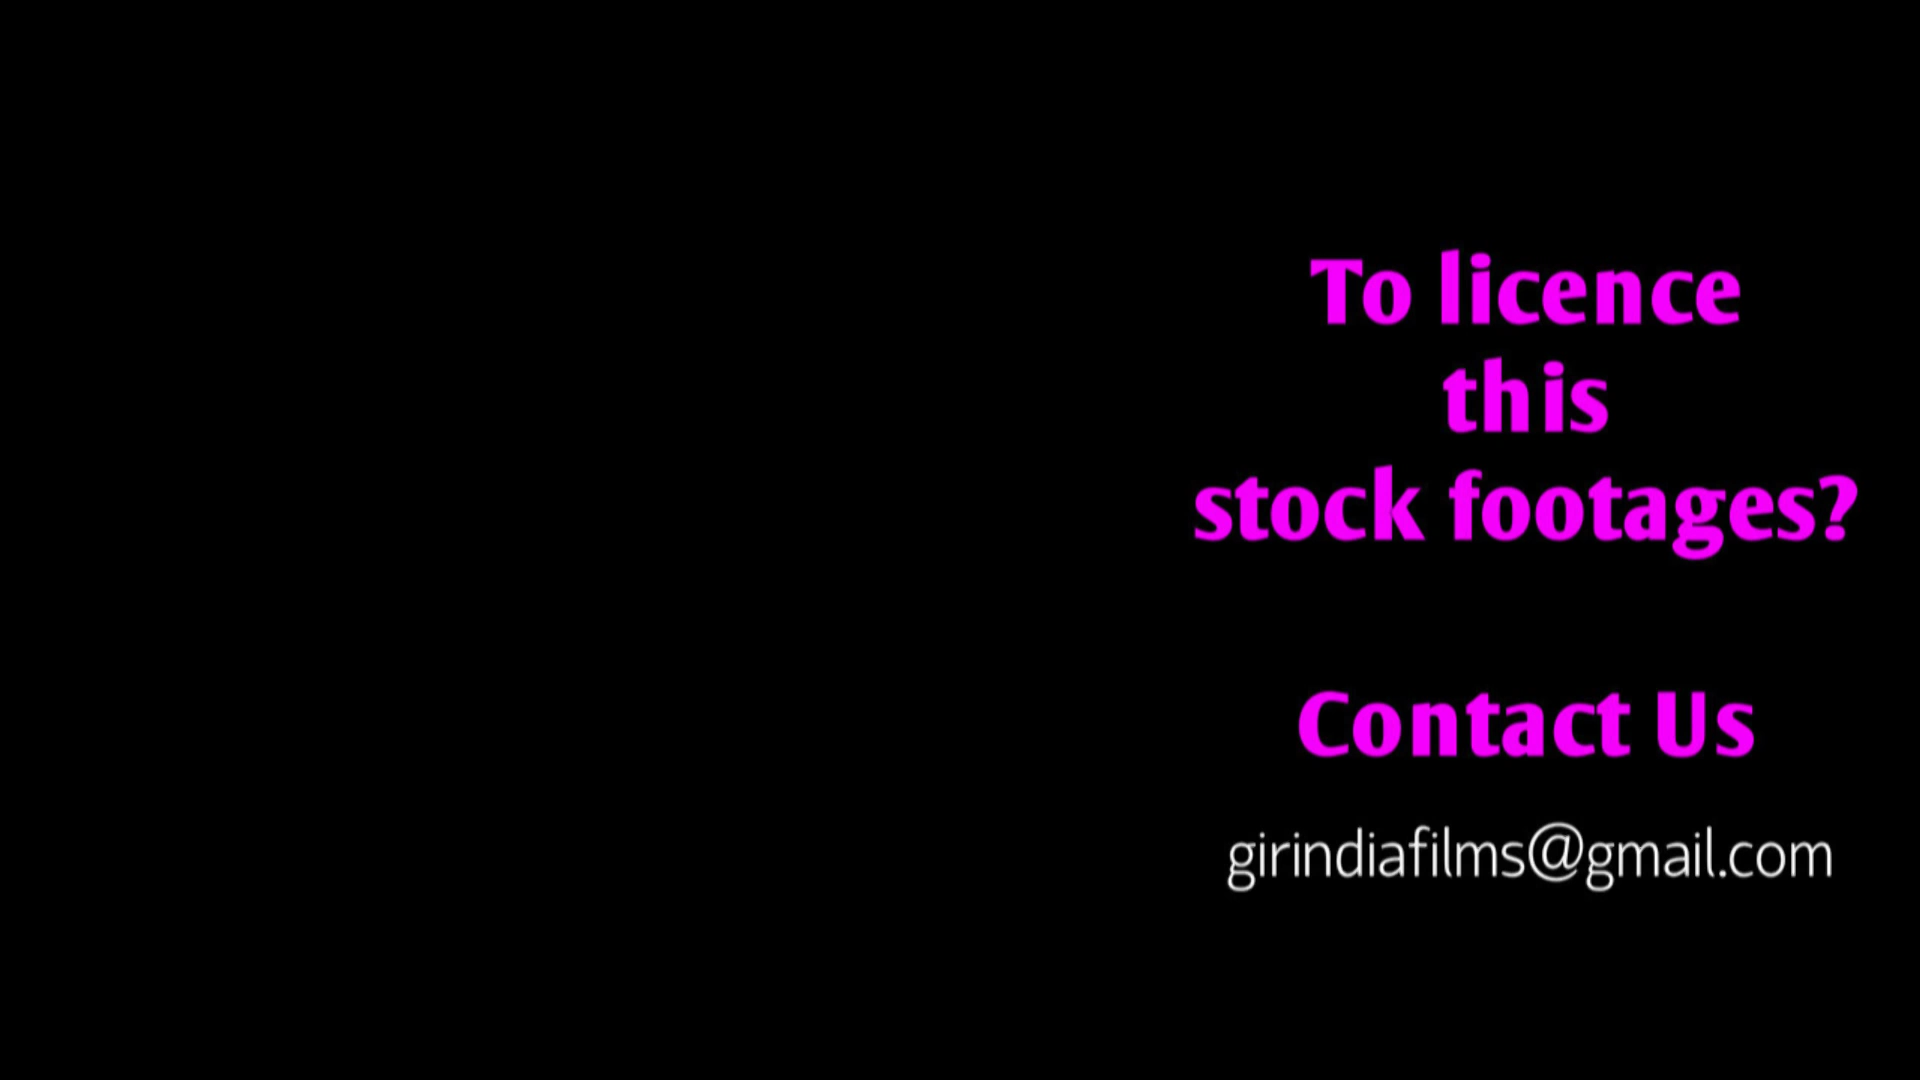 To licence
this
stock footages?
Contact Us
girindiafilms@gmail.com